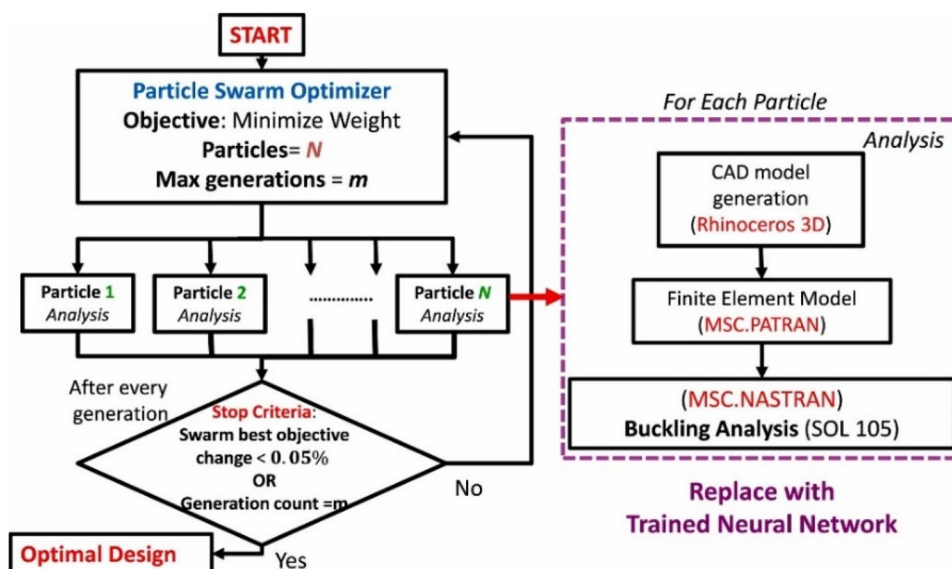 START
Particle Swarm Optimizer
Objective: Minimize Weight
Particles= N
Max generations = m
Particle 1
Analysis
Particle 2
Analysis
..............
Particle N
Analysis
After every
generation
Stop Criteria:
Swarm best objective
change < 0.05%
OR
Generation count =m
No
Yes
Optimal Design
For Each Particle
Analysis
CAD model
generation
(Rhinoceros 3D)
Finite Element Model
(MSC.PATRAN)
(MSC.NASTRAN)
Buckling Analysis (SOL 105)
Replace with
Trained Neural Network